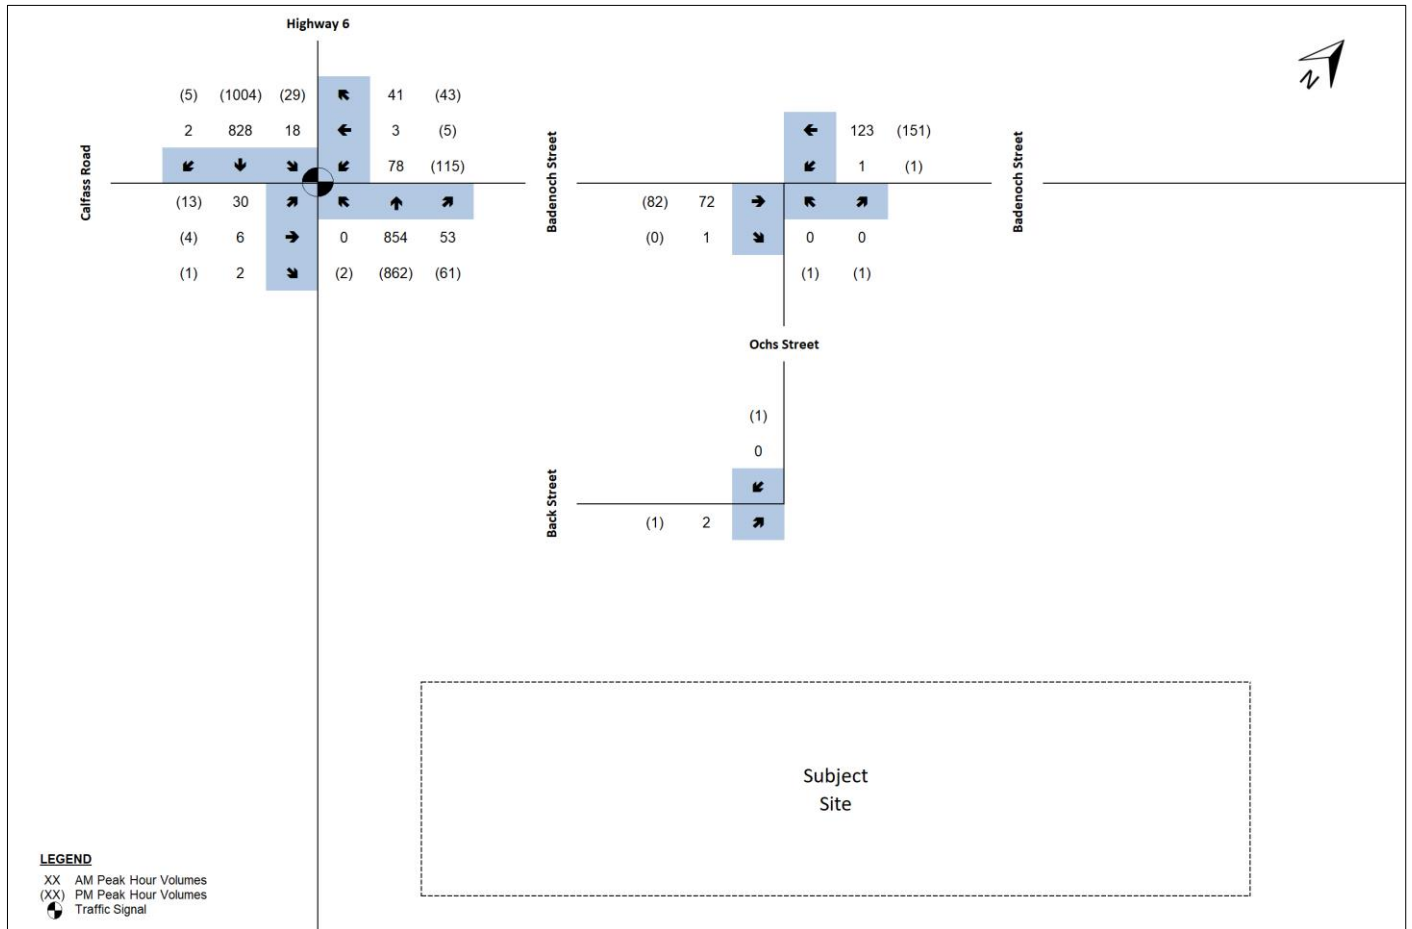 Highway 6
(5) (1004) (29) 41 (43)
2 828 18 3 (5)
78 (115)
Calfass Road
(13) 30
(4) 6 0 854 53
(1) 2 (2) (862) (61)
Badenoch Street
123 (151)
1 (1)
(82) 72
(0) 1 0 0
(1) (1)
Badenoch Street
Ochs Street
(1)
0
Back Street
(1) 2
Subject
Site
N
LEGEND
XX AM Peak Hour Volumes
(XX) PM Peak Hour Volumes
Traffic Signal